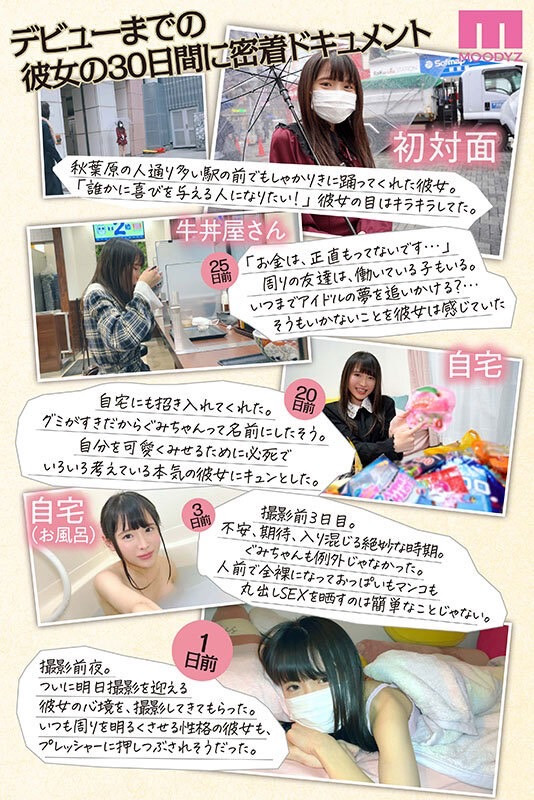 デビューまでの
彼女の30日間に密着ドキュメント
MOODYZ
Sofmap
初対面
秋葉原の人通り多い駅の前でもしゃかりきに踊ってくれた彼女。
「誰かに喜びを与える人になりたい!」彼女の目はキラキラしてた。
牛丼屋さん
25日前
「お金は、正直もってないです…」
周りの友達は、働いている子もいる。
いつまでアイドルの夢を追いかける?…
そうもいかないことを彼女は感じていた
自宅
20日前
自宅にも招き入れてくれた。
グミがすきだからぐみちゃんって名前にしたそう。
自分を可愛くみせるために必死で
いろいろ考えている本気の彼女にキュンとした。
自宅
(お風呂)
3日前
撮影前3日目。
不安、期待、入り混じる絶妙な時期。
ぐみちゃんも例外じゃなかった。
人前で全裸になっておっぱいもマンコも
丸出しSEXを晒すのは簡単なことじゃない。
1日前
撮影前夜。
ついに明日撮影を迎える
彼女の心境を、撮影してきてもらった。
いつも周りを明るくさせる性格の彼女も、
プレッシャーに押しつぶされそうだった。